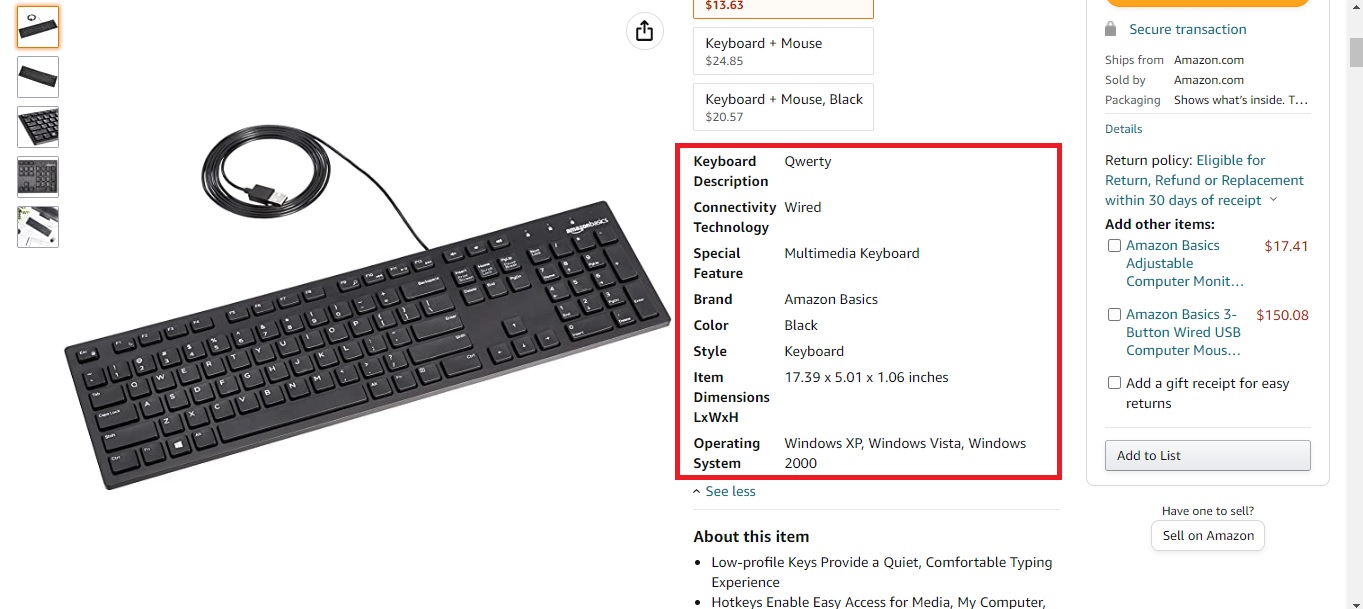 $13.63
Keyboard + Mouse
$24.85
Keyboard + Mouse, Black
$20.57
Keyboard Description Qwerty
Connectivity Technology Wired
Special Feature Multimedia Keyboard
Brand Amazon Basics
Color Black
Style Keyboard
Item Dimensions LxWxH 17.39 x 5.01 x 1.06 inches
Operating System Windows XP, Windows Vista, Windows 2000
See less
About this item
• Low-profile Keys Provide a Quiet, Comfortable Typing
Experience
• Hotkeys Enable Easy Access for Media, My Computer,
Secure transaction
Ships from Amazon.com
Sold by Amazon.com
Packaging Shows what's inside. T...
Details
Return policy: Eligible for
Return, Refund or Replacement
within 30 days of receipt
Add other items:
Amazon Basics $17.41
Adjustable
Computer Monit...
Amazon Basics 3- $150.08
Button Wired USB
Computer Mous...
Add a gift receipt for easy
returns
Add to List
Have one to sell?
Sell on Amazon
amazonbasics